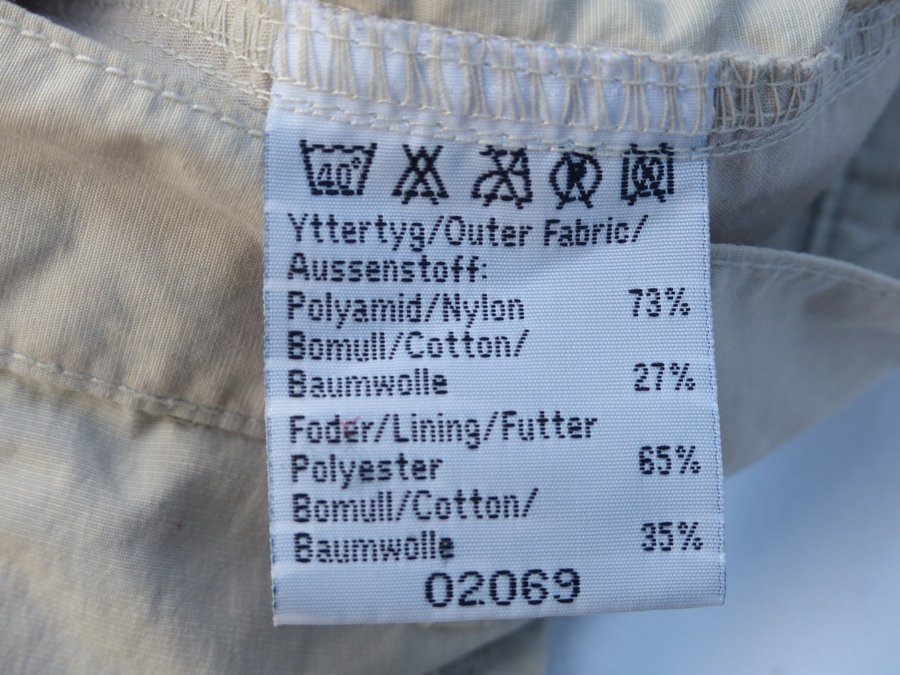 40°
Yttertyg/Outer Fabric/
Aussenstoff:
Polyamid/Nylon 73%
Bomull/Cotton/
Baumwolle 27%
Foder/Lining/Futter
Polyester 65%
Bomull/Cotton/
Baumwolle 35%
02069